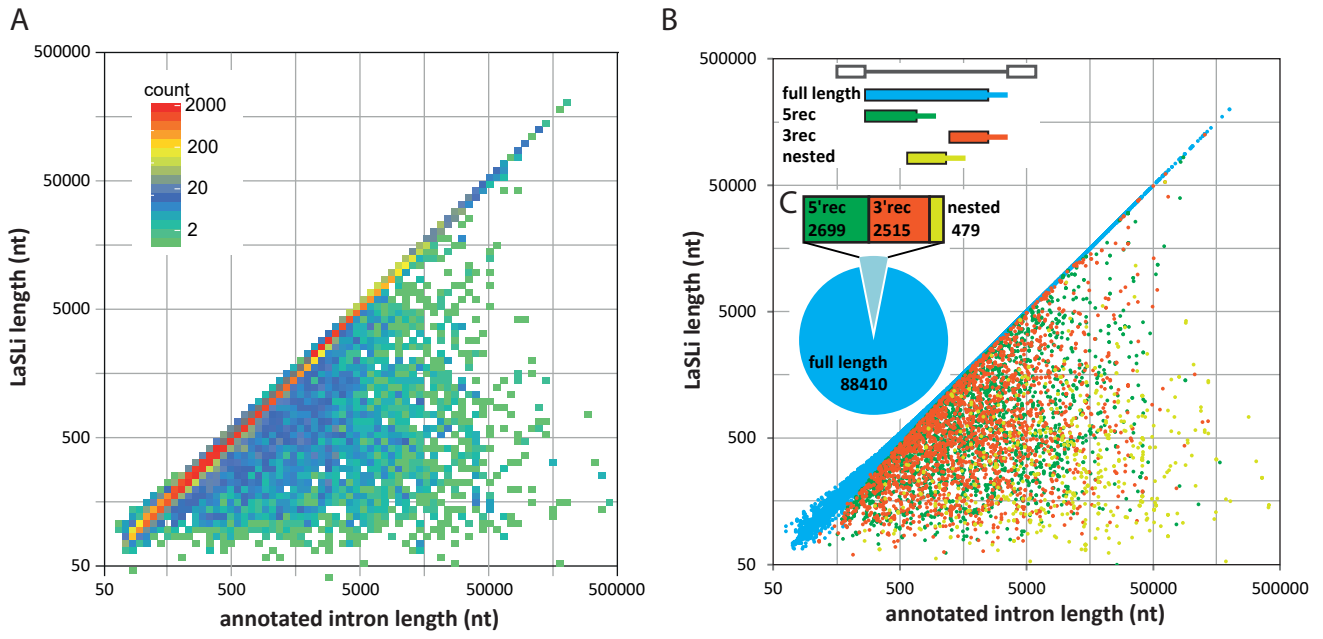 A
500000
50000
5000
500
50
LaSLi length (nt)
count
2000
200
20
2
50
500
5000
50000
500000
annotated intron length (nt)
B
500000
50000
5000
500
50
LaSLi length (nt)
full length
5rec
3rec
nested
C
5'rec
2699
3'rec
2515
nested
479
full length
88410
50
500
5000
50000
500000
annotated intron length (nt)